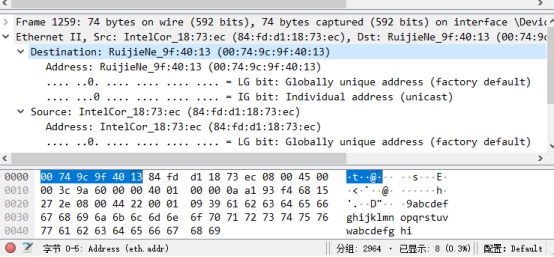 Frame 1259: 74 bytes on wire (592 bits), 74 bytes captured (592 bits) on interface \Devic
Ethernet II, Src: IntelCor_18:73:ec (84:fd:d1:18:73:ec), Dst: RuijieNe_9f:40:13 (00:74:9c:
Destination: RuijieNe_9f:40:13 (00:74:9c:9f:40:13)
Address: RuijieNe_9f:40:13 (00:74:9c:9f:40:13)
.... ..0. .... .... .... .... = LG bit: Globally unique address (factory default)
.... ...0 .... .... .... .... = IG bit: Individual address (unicast)
Source: IntelCor_18:73:ec (84:fd:d1:18:73:ec)
Address: IntelCor_18:73:ec (84:fd:d1:18:73:ec)
.... ..0. .... .... .... .... = LG bit: Globally unique address (factory default)
0000 00 74 9c 9f 40 13 84 fd d1 18 73 ec 08 00 45 00 ·t··@··· ··s···E·
0010 00 3c 9a 60 00 00 40 01 00 00 0a a1 93 f4 68 15 ·<·`··@· ······h·
0020 27 2e 08 00 44 22 00 01 09 39 61 62 63 64 65 66 '.··D"·· ·9abcdef
0030 67 68 69 6a 6b 6c 6d 6e 6f 70 71 72 73 74 75 76 ghijklmn opqrstuv
0040 77 61 62 63 64 65 66 67 68 69 wabcdefg hi
字节 0-5: Address (eth.addr) 分组: 2964 · 已显示: 8 (0.3%) 配置: Default